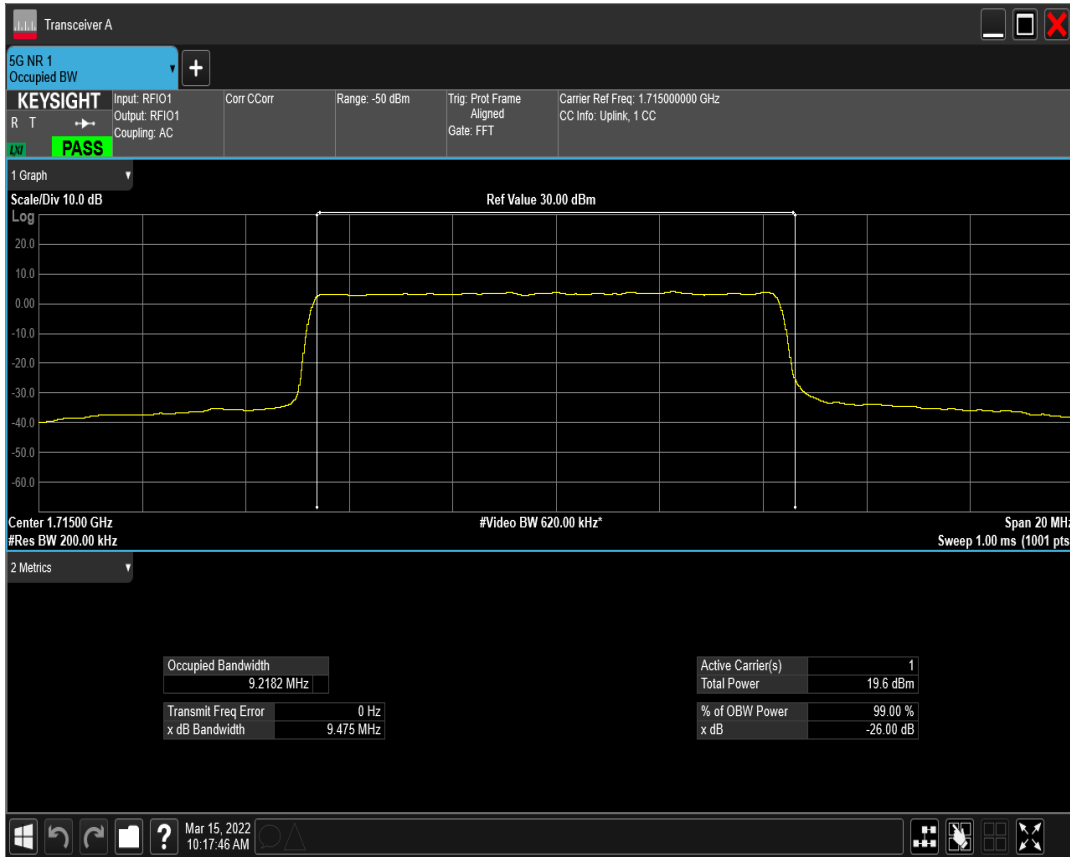 Transceiver A
5G NR 1
Occupied BW
KEYSIGHT
R T
LXI
PASS
Input: RFIO1
Output: RFIO1
Coupling: AC
Corr CCorr
Range: -50 dBm
Trig: Prot Frame
Aligned
Gate: FFT
Carrier Ref Freq: 1.715000000 GHz
CC Info: Uplink, 1 CC
1 Graph
Scale/Div 10.0 dB
Ref Value 30.00 dBm
Log
20.0
10.0
0.00
-10.0
-20.0
-30.0
-40.0
-50.0
-60.0
Center 1.71500 GHz
#Video BW 620.00 kHz*
Span 20 MHz
#Res BW 200.00 kHz
Sweep 1.00 ms (1001 pts
2 Metrics
Occupied Bandwidth
9.2182 MHz
Transmit Freq Error 0 Hz
x dB Bandwidth 9.475 MHz
Active Carrier(s) 1
Total Power 19.6 dBm
% of OBW Power 99.00 %
x dB -26.00 dB
?
Mar 15, 2022
10:17:46 AM